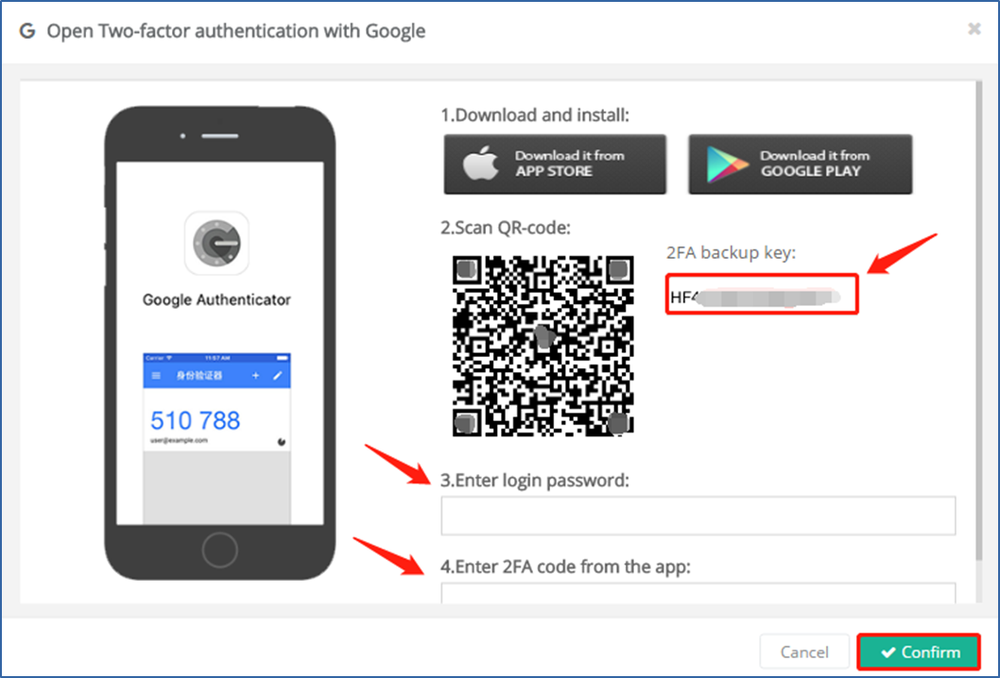 G Open Two-factor authentication with Google
1.Download and install:
Download it from
APP STORE
Download it from
GOOGLE PLAY
2.Scan QR-code:
2FA backup key:
HF4
Google Authenticator
Carrier 11:57 AM
身份验证器
510 788
user@example.com
3.Enter login password:
4.Enter 2FA code from the app:
Cancel
Confirm